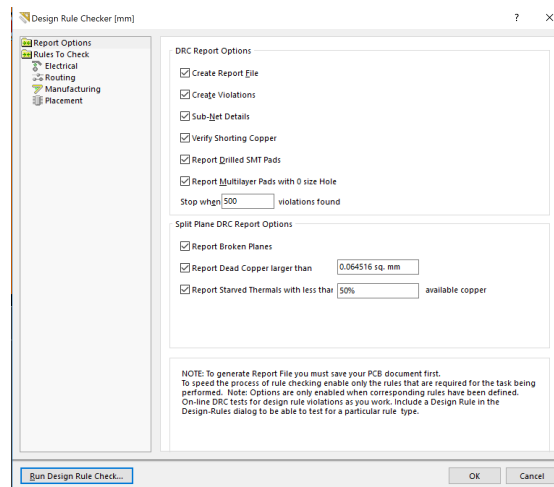 Design Rule Checker [mm]
Report Options
Rules To Check
Electrical
Routing
Manufacturing
Placement
DRC Report Options
Create Report File
Create Violations
Sub-Net Details
Verify Shorting Copper
Report Drilled SMT Pads
Report Multilayer Pads with 0 size Hole
Stop when 500 violations found
Split Plane DRC Report Options
Report Broken Planes
Report Dead Copper larger than 0.064516 sq. mm
Report Starved Thermals with less than 50% available copper
NOTE: To generate Report File you must save your PCB document first.
To speed the process of rule checking enable only the rules that are required for the task being
performed. Note: Options are only enabled when corresponding rules have been defined.
On-line DRC tests for design rule violations as you work. Include a Design Rule in the
Design-Rules dialog to be able to test for a particular rule type.
Run Design Rule Check...
OK
Cancel